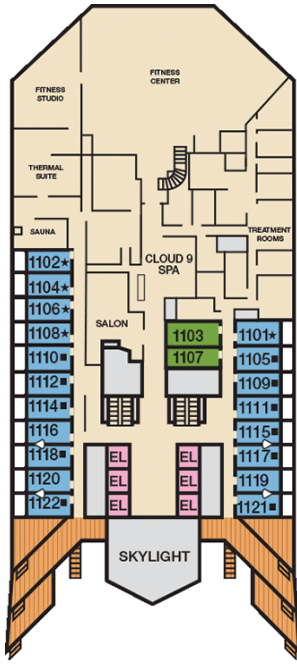 FITNESS
CENTER
FITNESS
STUDIO
THERMAL
SUITE
SAUNA
TREATMENT
ROOMS
CLOUD 9
SPA
SALON
1102★
1104★
1106★
1108★
1110■
1112■
1114■
1116
1118■
1120
1122■
1103
1107
1101★
1105■
1109■
1111■
1115■
1117■
1119
1121■
EL
EL
EL
EL
EL
EL
SKYLIGHT